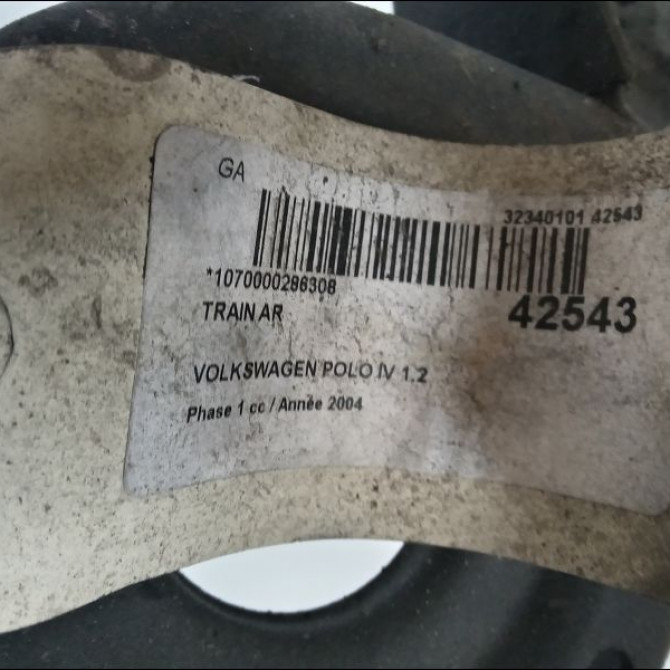 GA
32340101 42543
*1070000286308
42543
TRAIN AR
VOLKSWAGEN POLO IV 1.2
Phase 1 cc / Année 2004